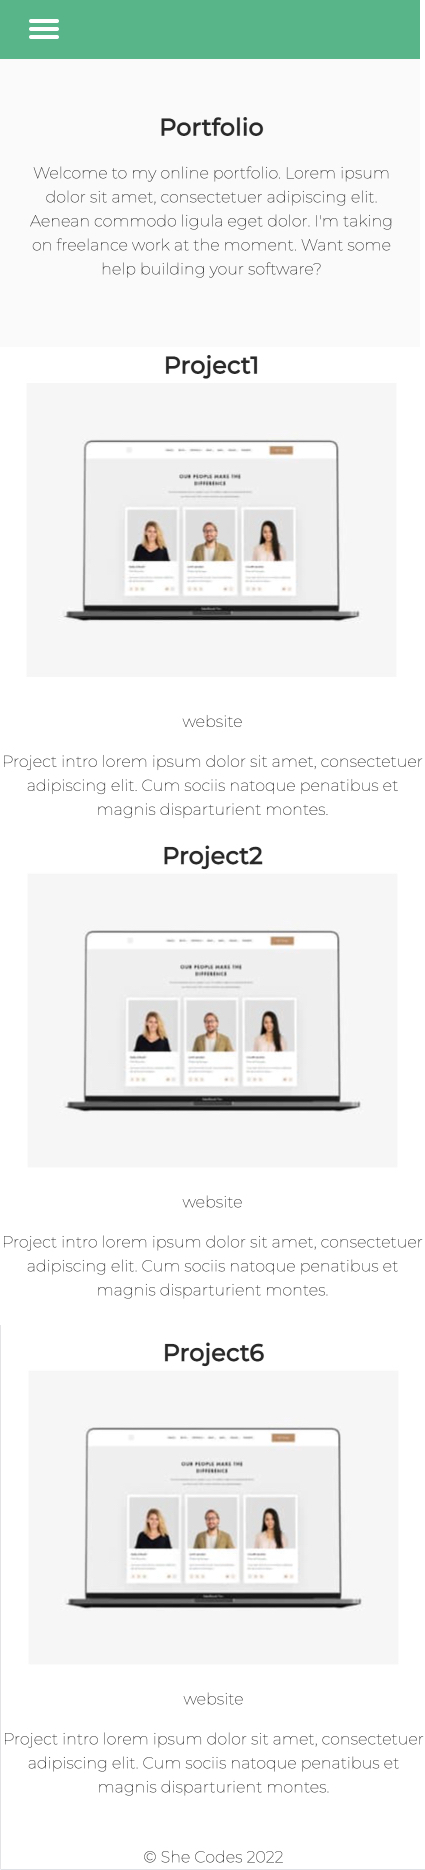 Portfolio
Welcome to my online portfolio. Lorem ipsum
dolor sit amet, consectetuer adipiscing elit.
Aenean commodo ligula eget dolor. I'm taking
on freelance work at the moment. Want some
help building your software?
Project1
OUR PEOPLE MAKE THE
DIFFERENCE
website
Project intro lorem ipsum dolor sit amet, consectetuer
adipiscing elit. Cum sociis natoque penatibus et
magnis disparturient montes.
Project2
OUR PEOPLE MAKE THE
DIFFERENCE
website
Project intro lorem ipsum dolor sit amet, consectetuer
adipiscing elit. Cum sociis natoque penatibus et
magnis disparturient montes.
Project6
OUR PEOPLE MAKE THE
DIFFERENCE
website
Project intro lorem ipsum dolor sit amet, consectetuer
adipiscing elit. Cum sociis natoque penatibus et
magnis disparturient montes.
© She Codes 2022